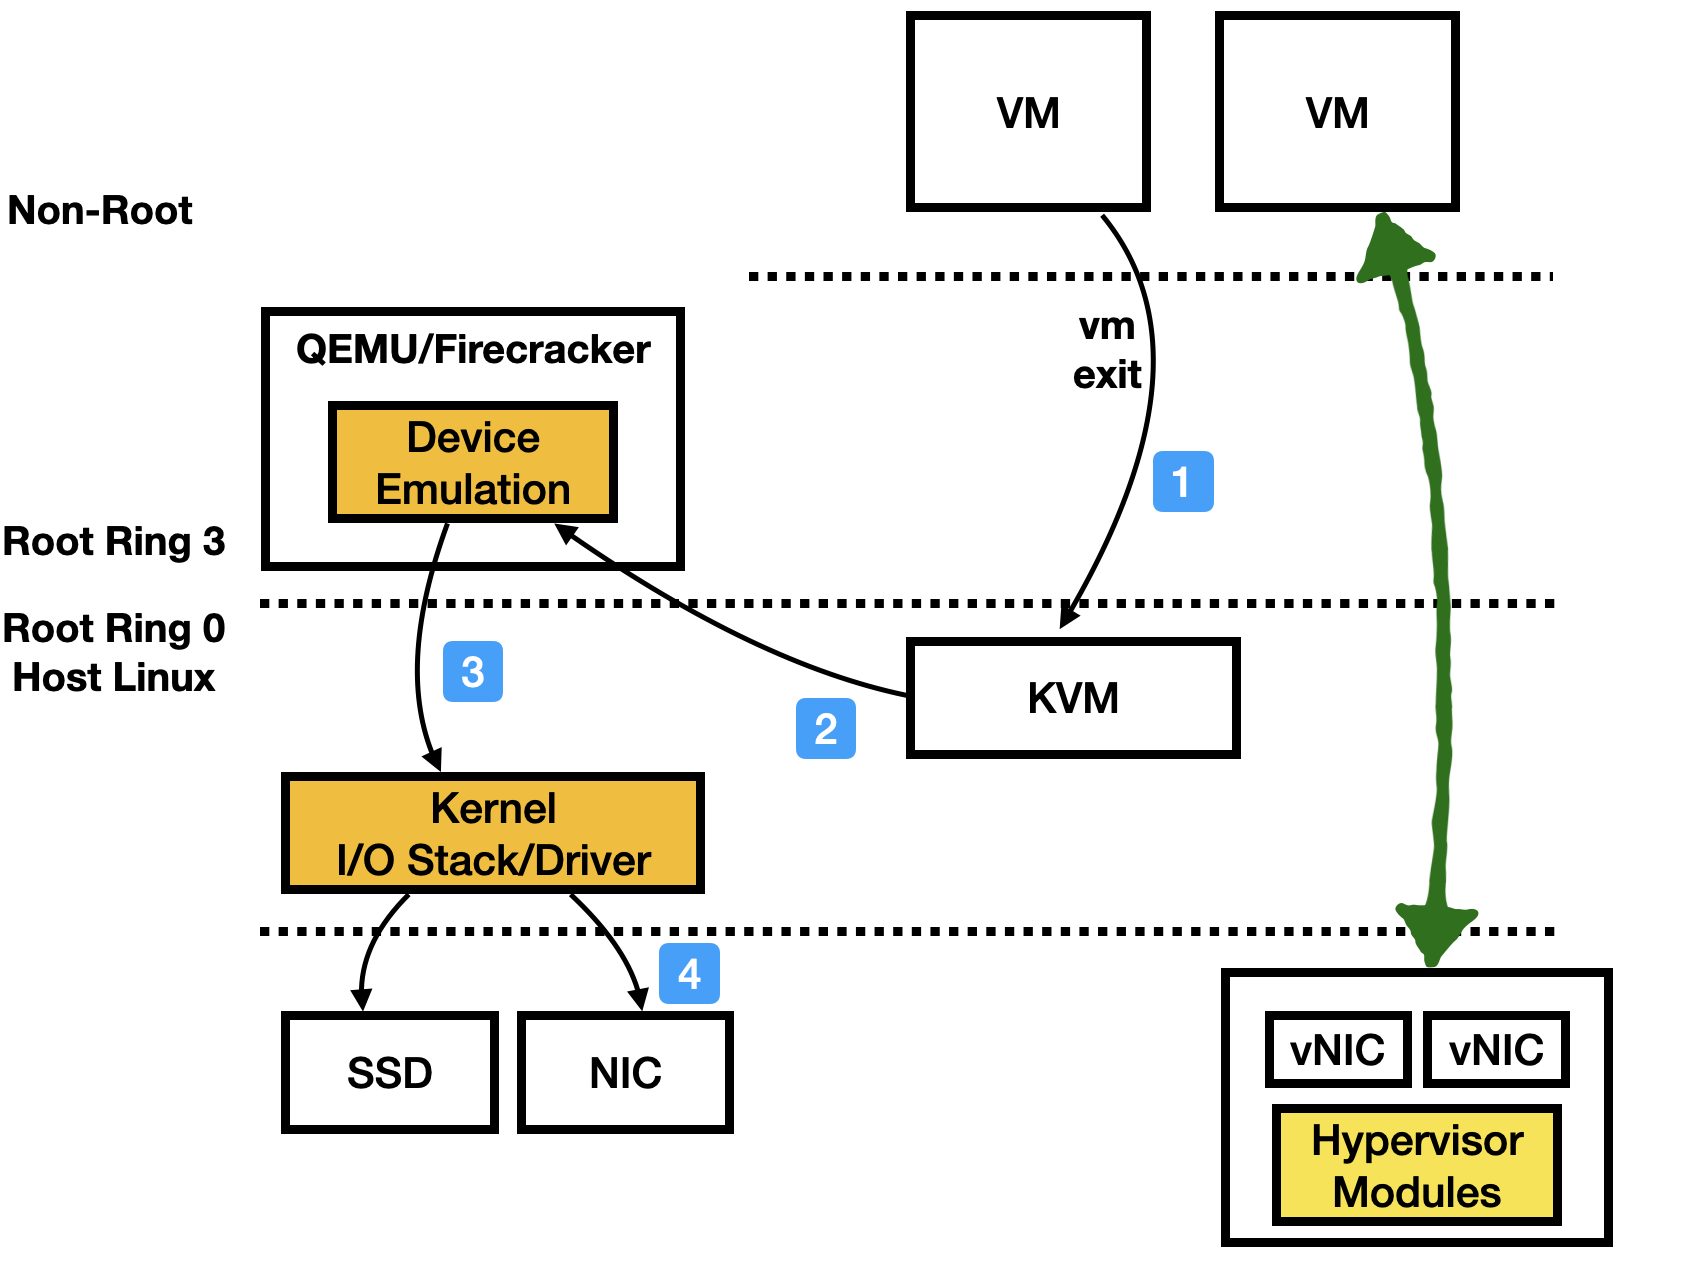 VM
VM
Non-Root
QEMU/Firecracker
vm
exit
Device
Emulation
1
Root Ring 3
Root Ring 0
Host Linux
3
2
KVM
Kernel
I/O Stack/Driver
4
SSD
NIC
vNIC
vNIC
Hypervisor
Modules